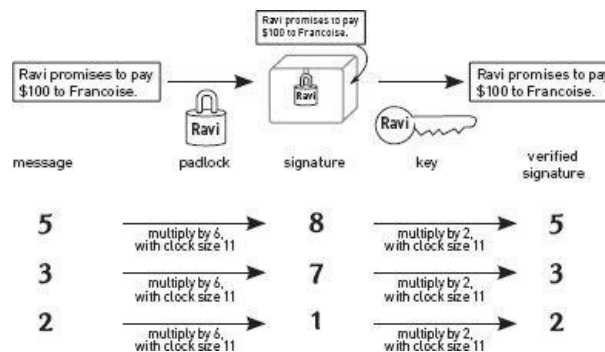 Ravi promises to pay
$100 to Francoise.
Ravi promises to pay
$100 to Francoise.
Ravi promises to pay
$100 to Francoise.
Ravi
Ravi
Ravi
message padlock signature key verified
signature
5 multiply by 6,
with clock size 11 8 multiply by 2,
with clock size 11 5
3 multiply by 6,
with clock size 11 7 multiply by 2,
with clock size 11 3
2 multiply by 6,
with clock size 11 1 multiply by 2,
with clock size 11 2